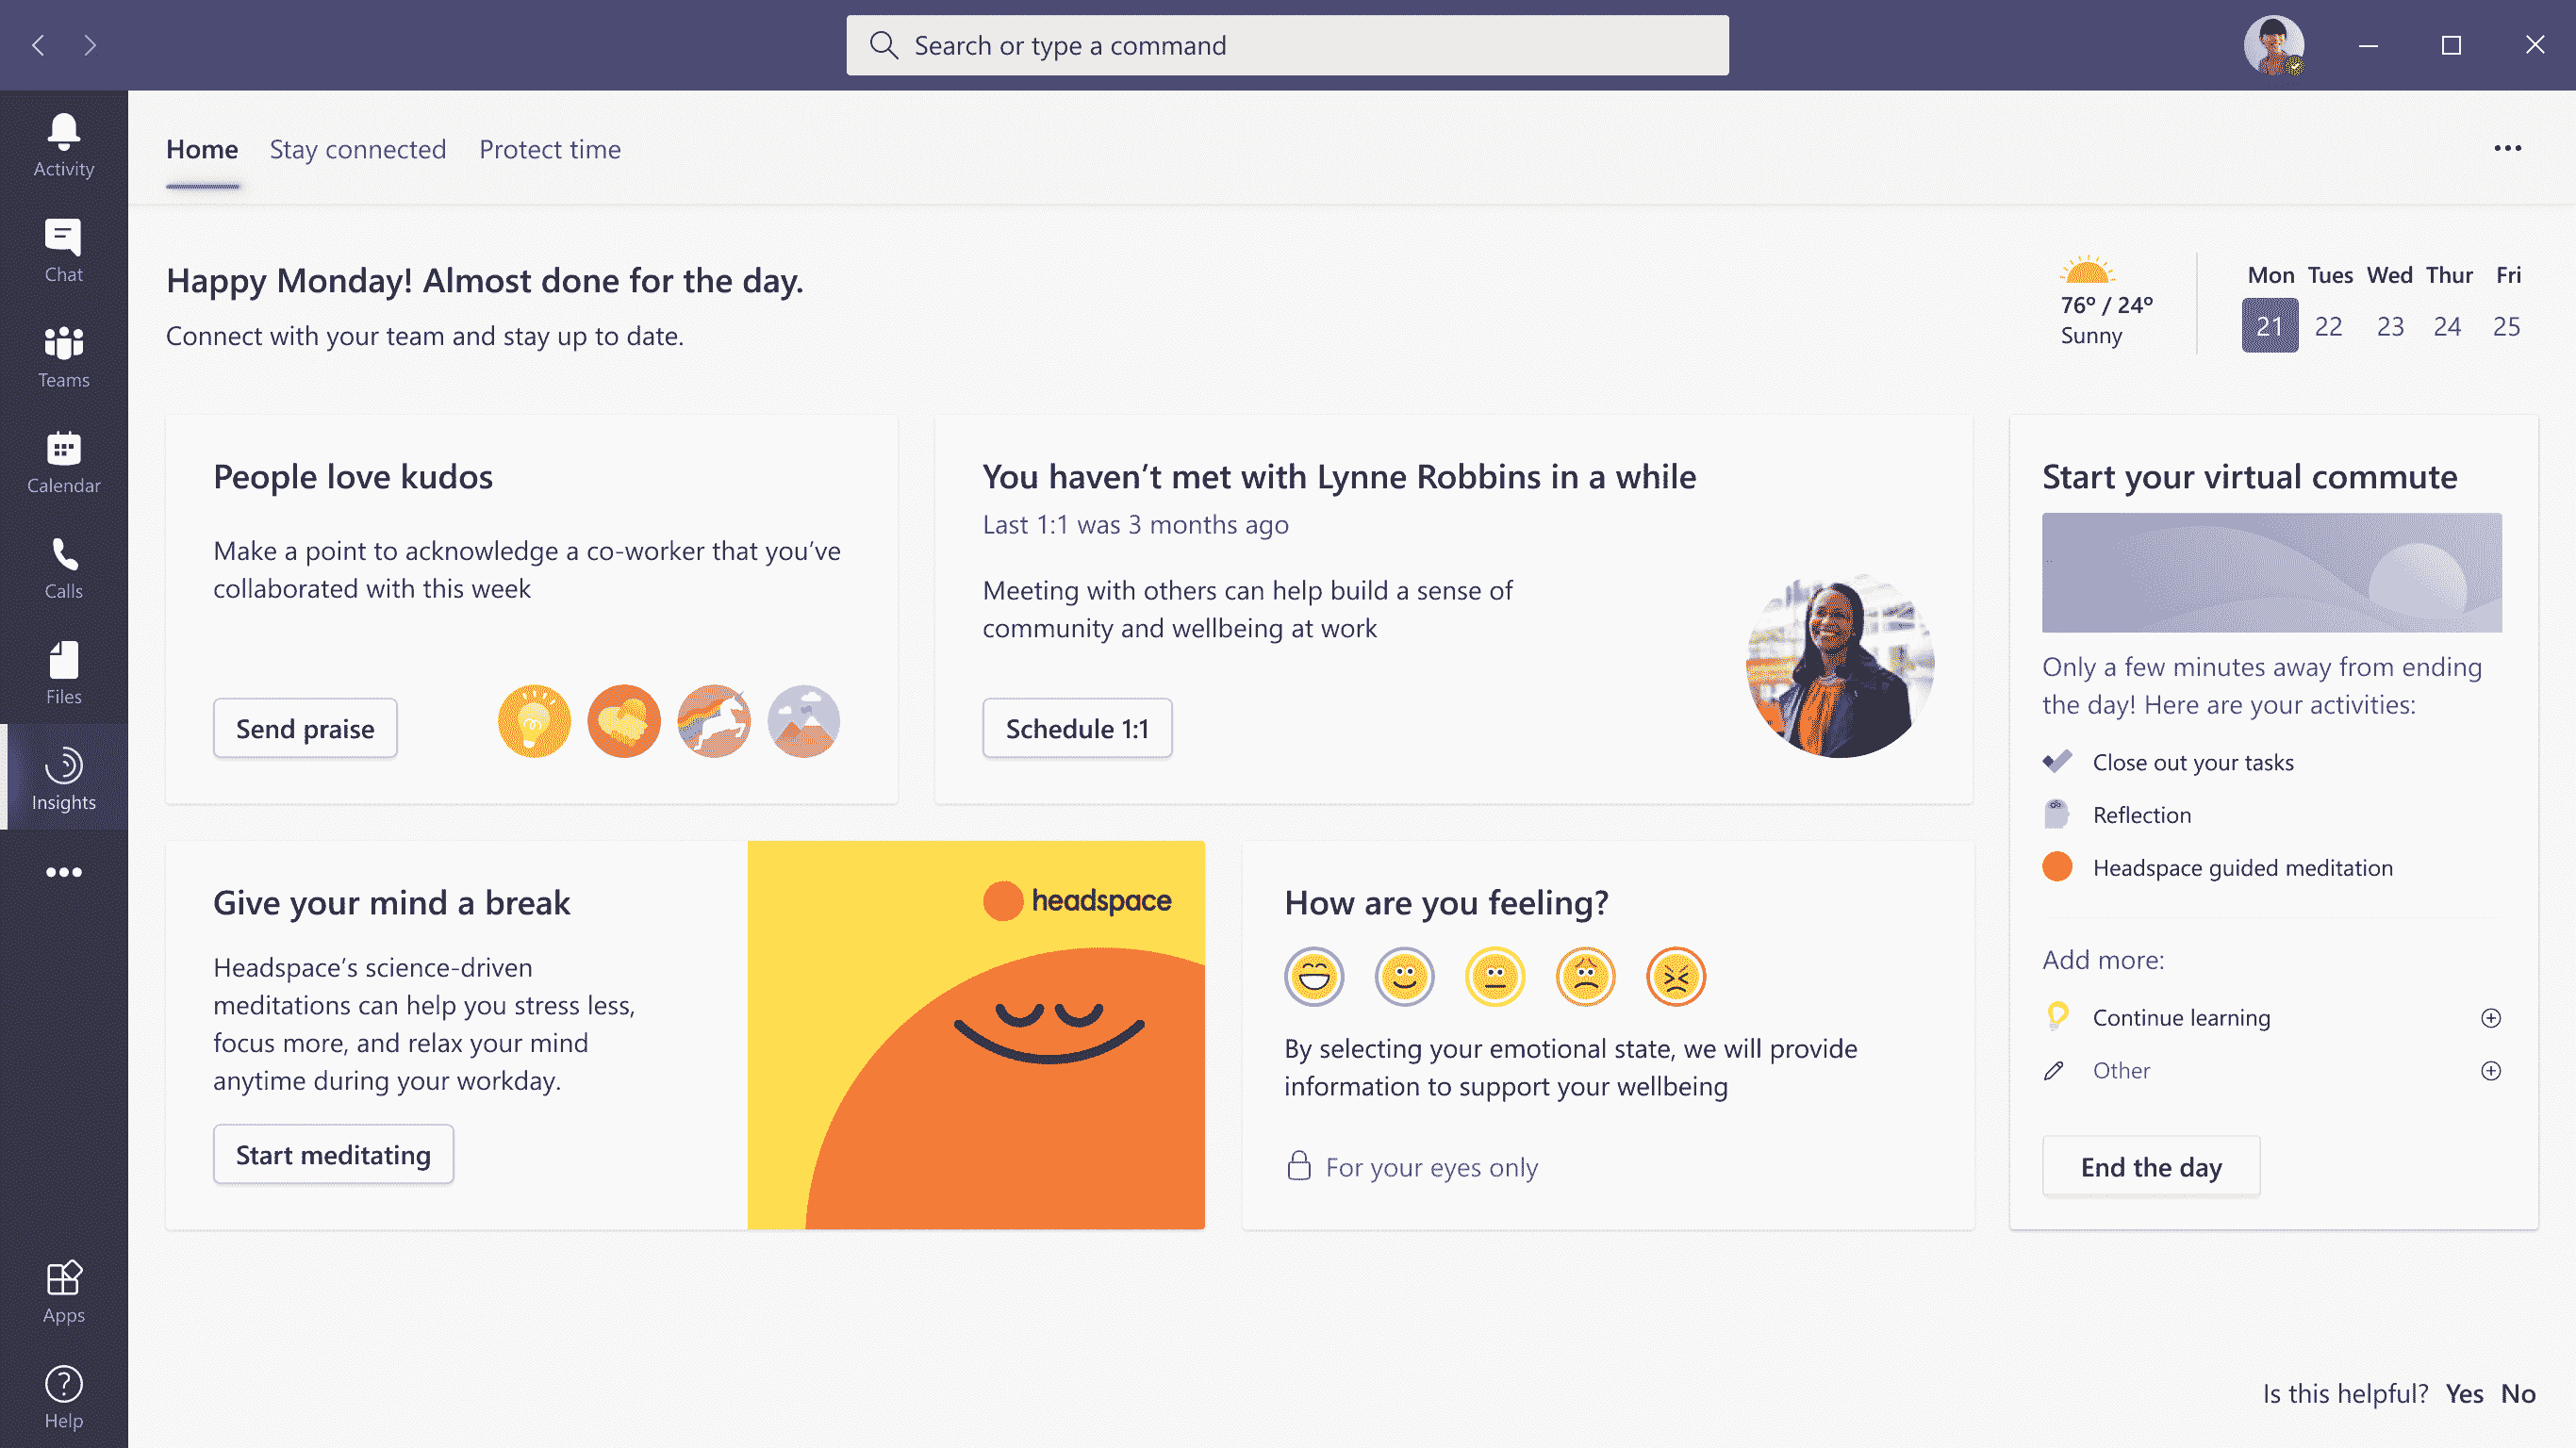 Search or type a command
Activity
Chat
Teams
Calendar
Calls
Files
Insights
Apps
Help
Home Stay connected Protect time
Happy Monday! Almost done for the day.
Connect with your team and stay up to date.
76º / 24º
Sunny
Mon Tues Wed Thur Fri
21 22 23 24 25
People love kudos
Make a point to acknowledge a co-worker that you’ve
collaborated with this week
Send praise
You haven’t met with Lynne Robbins in a while
Last 1:1 was 3 months ago
Meeting with others can help build a sense of
community and wellbeing at work
Schedule 1:1
Give your mind a break
Headspace’s science-driven
meditations can help you stress less,
focus more, and relax your mind
anytime during your workday.
Start meditating
headspace
How are you feeling?
By selecting your emotional state, we will provide
information to support your wellbeing
For your eyes only
Start your virtual commute
Only a few minutes away from ending
the day! Here are your activities:
Close out your tasks
Reflection
Headspace guided meditation
Add more:
Continue learning
Other
End the day
Is this helpful? Yes No